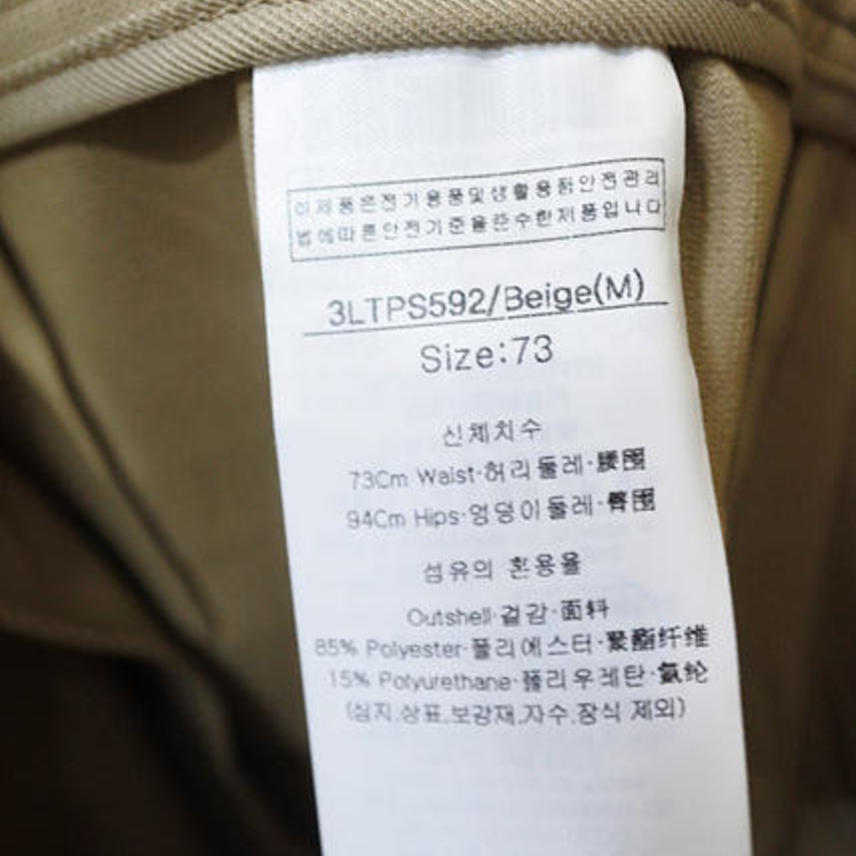 이제품은전기용품및생활용품안전관리
법에따른안전기준을준수한제품입니다
3LTPS592/Beige(M)
Size:73
신체치수
73Cm Waist·허리둘레·腰围
94Cm Hips·엉덩이둘레·臀围
섬유의 혼용율
Outshell·겉감·面料
85% Polyester·폴리에스터·聚酯纤维
15% Polyurethane·폴리우레탄·氨纶
(심지,상표,보강재,자수,장식 제외)